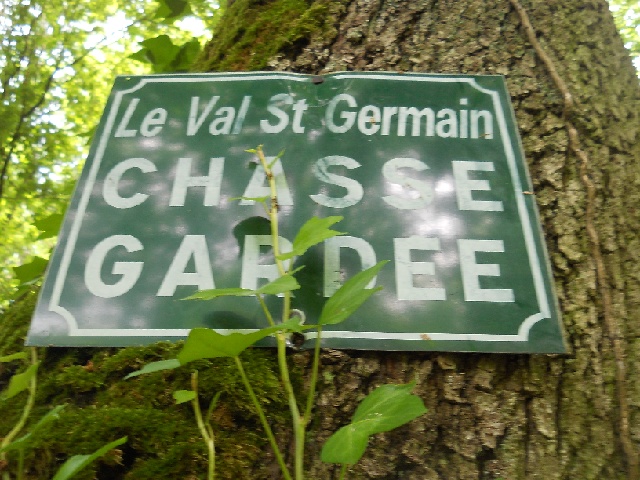 Le Val St Germain
CHASSE
GARDEE